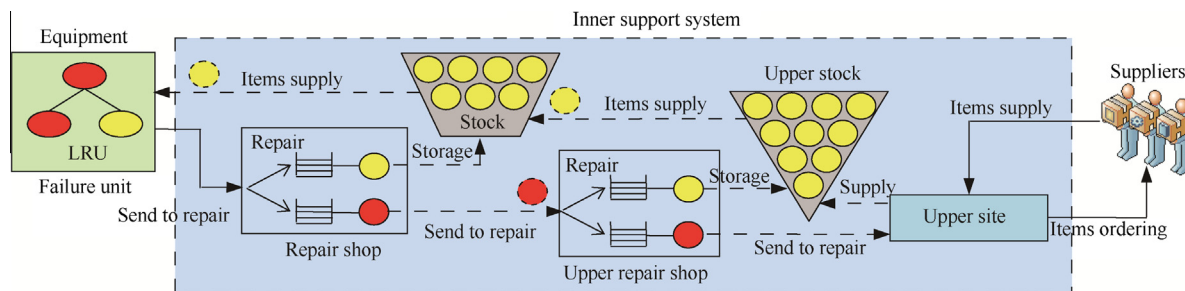 Inner support system
Equipment
LRU
Failure unit
Send to repair
Items supply
Stock
Repair
Storage
Repair shop
Send to repair
Items supply
Upper stock
Repair
Storage
Upper repair shop
Send to repair
Supply
Upper site
Items supply
Suppliers
Items ordering